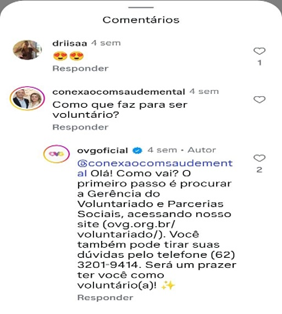 Comentários
driisaa 4 sem
😍😍
1
Responder
conexaocomsaudemental 4 sem
Como que faz para ser
voluntário?
Responder
ovgoficial 4 sem • Autor
@conexaocomsaudement
al Olá! Como vai? O
2
primeiro passo é procurar
a Gerência do
Voluntariado e Parcerias
Sociais, acessando nosso
site (ovg.org.br/
voluntariado/). Você
também pode tirar suas
dúvidas pelo telefone (62)
3201-9414. Será um prazer
ter você como
voluntário(a)! ✨
Responder